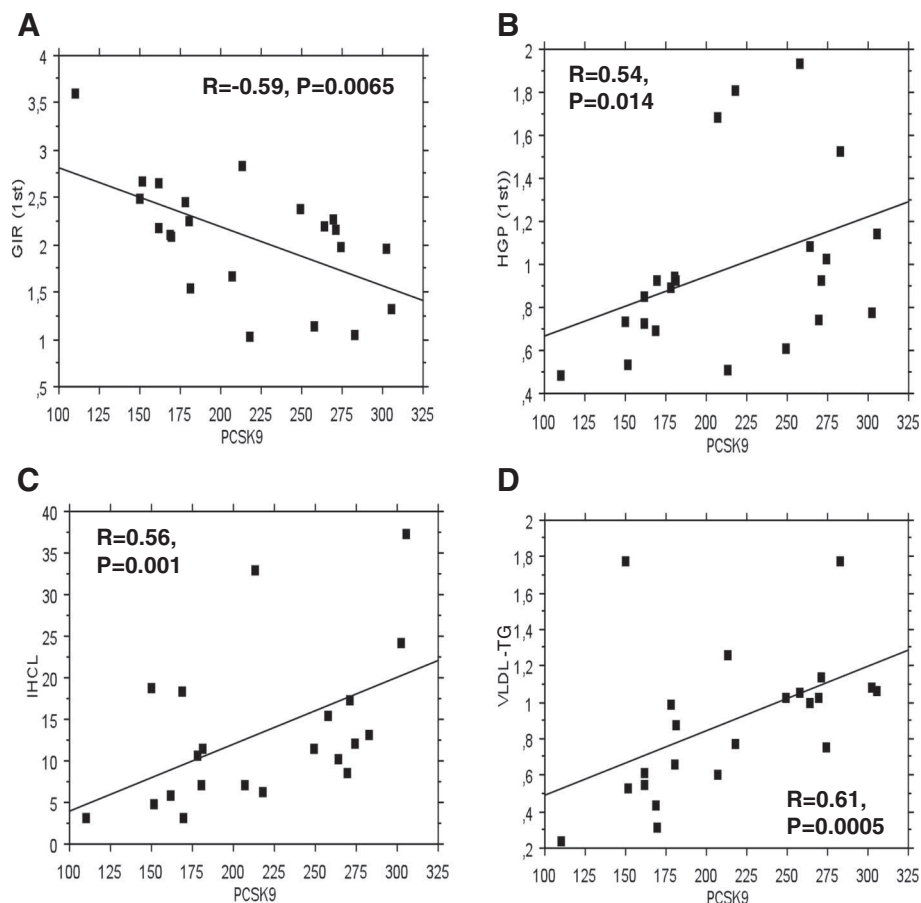 A
4
3,5
3
2,5
2
1,5
1
,5
GIR (1st)
R=-0.59, P=0.0065
100 125 150 175 200 225 250 275 300 325
PCSK9
B
2
1,8
1,6
1,4
1,2
1
,8
,6
,4
HGP (1st))
R=0.54,
P=0.014
100 125 150 175 200 225 250 275 300 325
PCSK9
C
40
35
30
25
20
15
10
5
0
IHCL
R=0.56,
P=0.001
100 125 150 175 200 225 250 275 300 325
PCSK9
D
2
1,8
1,6
1,4
1,2
1
,8
,6
,4
,2
VLDL-TG
R=0.61,
P=0.0005
100 125 150 175 200 225 250 275 300 325
PCSK9